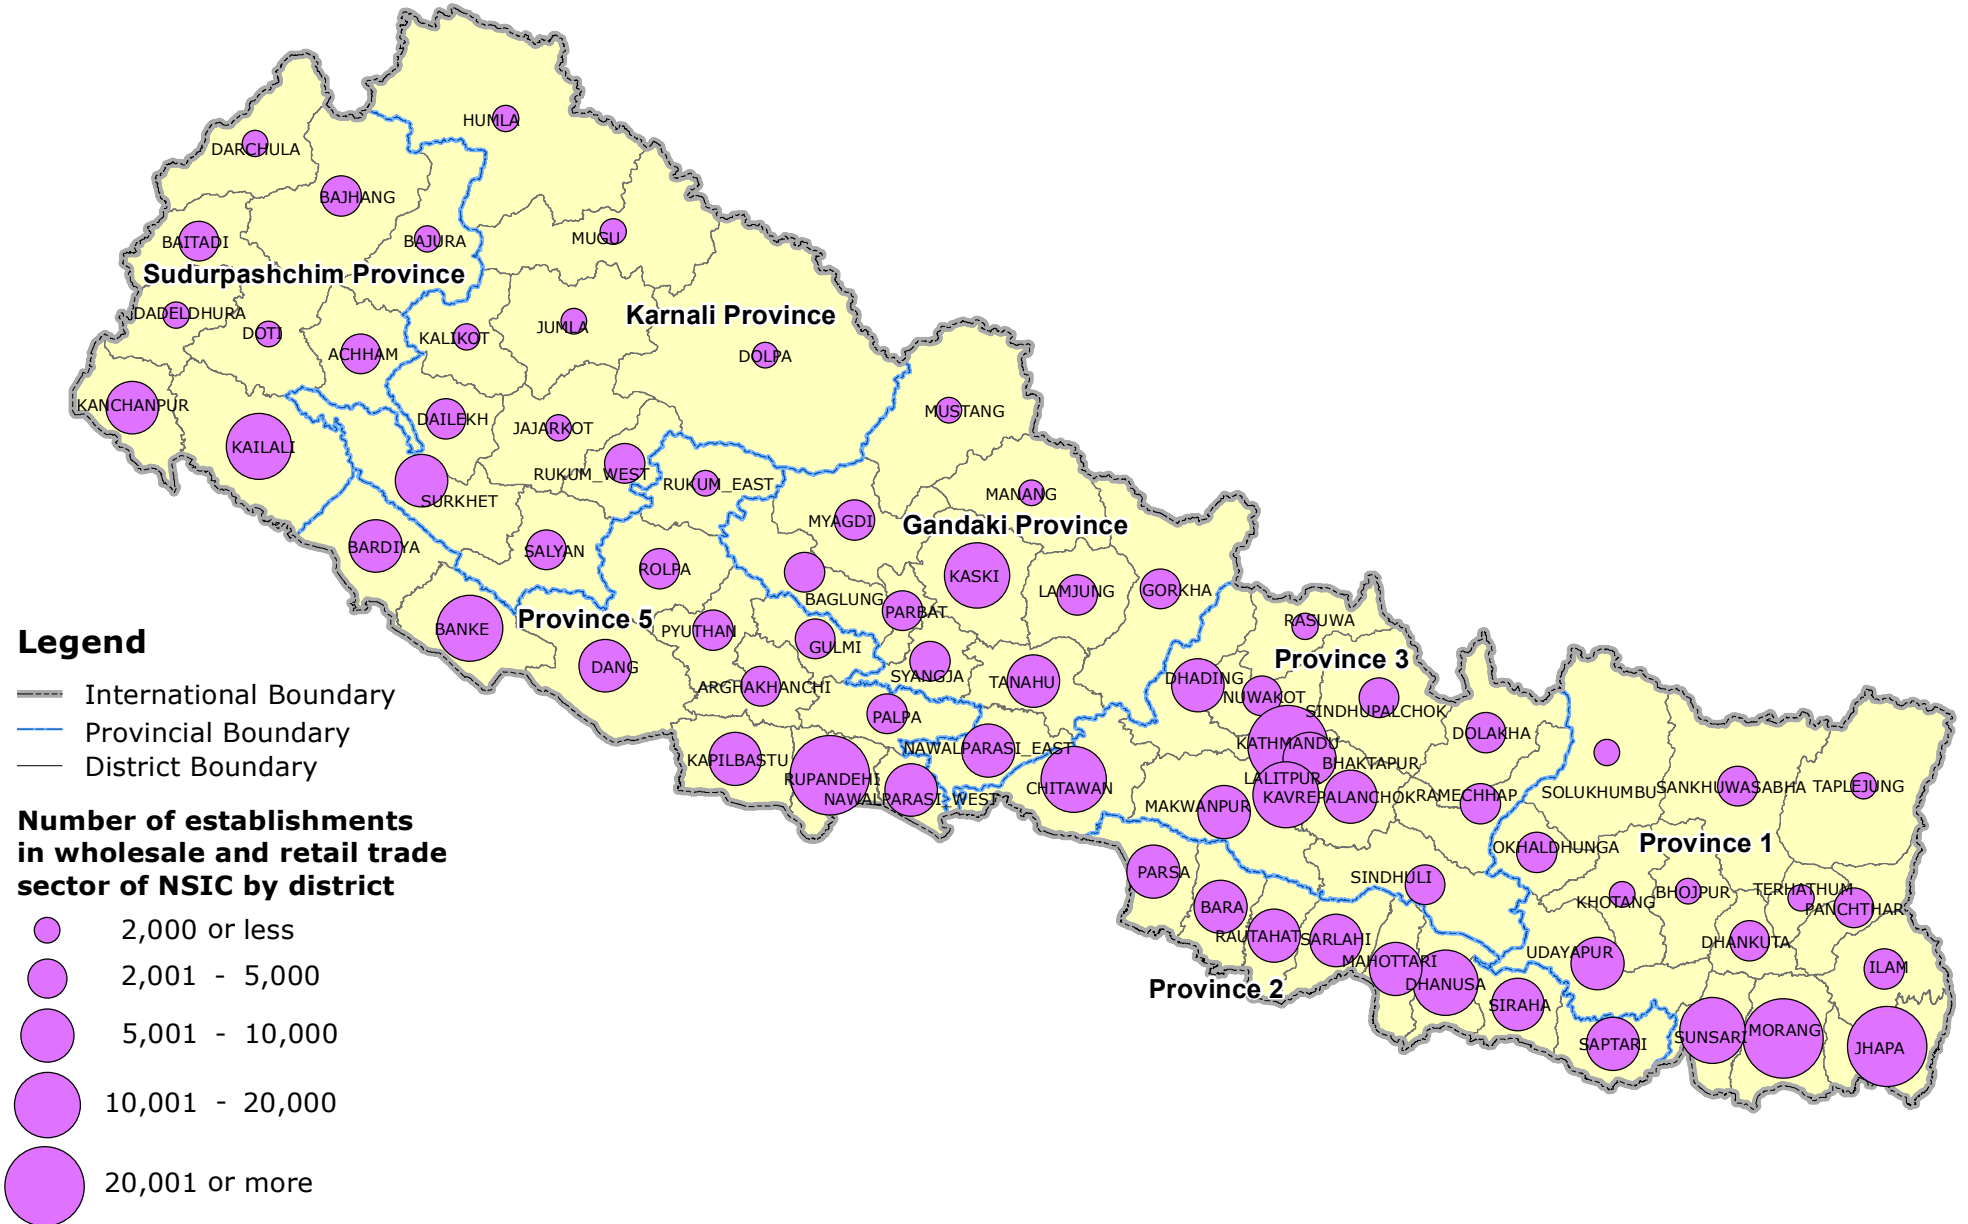 HUMLA
DARCHULA
BAJHANG
MUGU
BAITADI
BAJURA
Sudurpashchim Province
DADELDHURA
Karnali Province
DOTI
JUMLA
KALIKOT
ACHHAM
DOLPA
KANCHANPUR
MUSTANG
DAILEKH
JAJARKOT
KAILALI
RUKUM_WEST
RUKUM_EAST
SURKHET
MANANG
MYAGDI
Gandaki Province
BARDIYA
SALYAN
ROLPA
KASKI
LAMJUNG
GORKHA
BAGLUNG
PARBAT
Province 5
BANKE
PYUTHAN
GULMI
RASUWA
Province 3
DANG
SYANGJA
ARGHAKHANCHI
TANAHU
DHADING
NUWAKOT
SINDHUPALCHOK
PALPA
DOLAKHA
NAWALPARASI_EAST
KATHMANDU
KAPILBASTU
BHAKTAPUR
RUPANDEHI
LALITPUR
CHITAWAN
NAWALPARASI_WEST
KAVREPALANCHOK
RAMECHHAP
MAKWANPUR
SOLUKHUMBU
SANKHUWASABHA
TAPLEJUNG
OKHALDHUNGA
Province 1
PARSA
SINDHULI
KHOTANG
BHOJPUR
TERHATHUM
PANCHTHAR
BARA
RAUTAHAT
SARLAHI
DHANKUTA
UDAYAPUR
MAHOTTARI
ILAM
DHANUSA
Province 2
SIRAHA
SAPTARI
SUNSARI
MORANG
JHAPA
Legend
International Boundary
Provincial Boundary
District Boundary
Number of establishments
in wholesale and retail trade
sector of NSIC by district
2,000 or less
2,001 - 5,000
5,001 - 10,000
10,001 - 20,000
20,001 or more